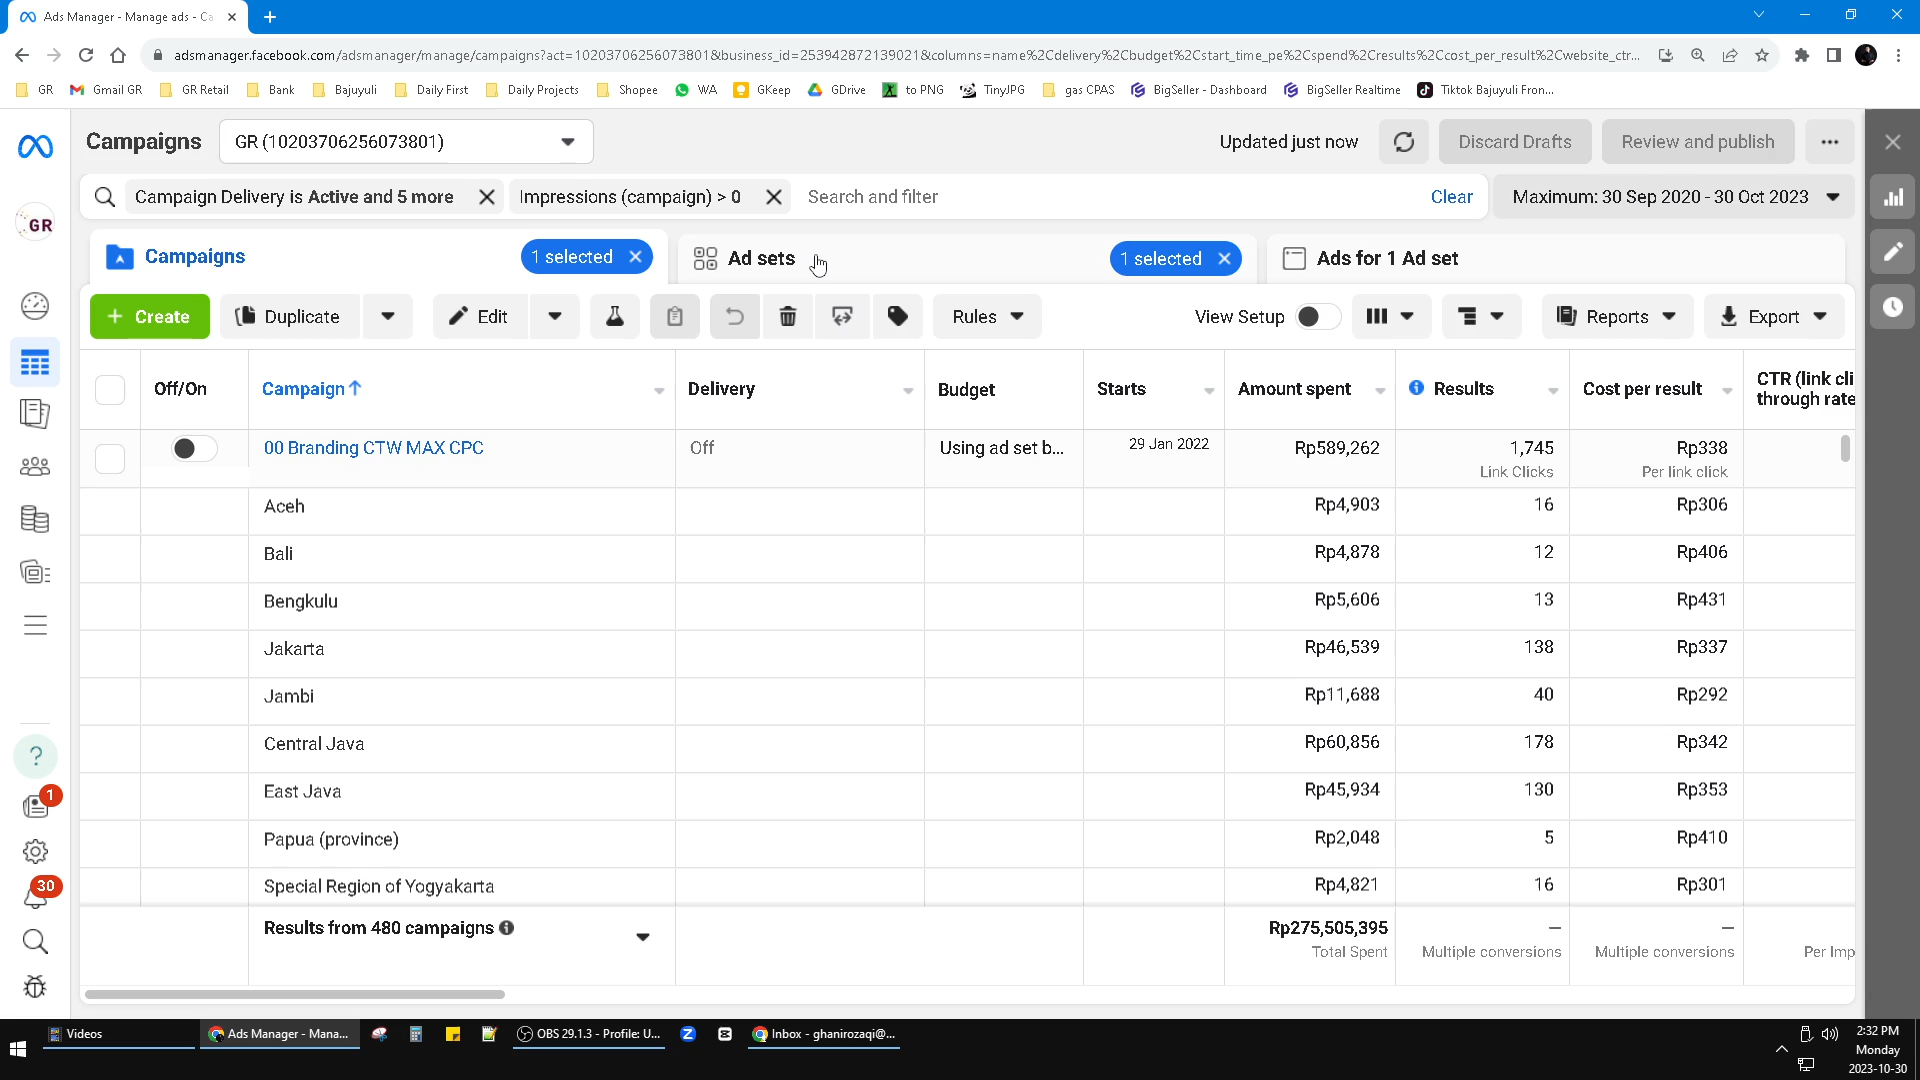 Ads Manager - Manage ads - Ca
adsmanager.facebook.com/adsmanager/manage/campaigns?act=10203706256073801&business_id=253942872139021&columns=name%2Cdelivery%2Cbudget%2Cstart_time_pe%2Cspend%2Cresults%2Ccost_per_result%2Cwebsite_ctr...
GR Gmail GR GR Retail Bank Bajuyuli Daily First Daily Projects Shopee WA GKeep GDrive to PNG TinyJPG gas CPAS BigSeller - Dashboard BigSeller Realtime Tiktok Bajuyuli Fron...
Campaigns GR (10203706256073801) Updated just now Discard Drafts Review and publish
Campaign Delivery is Active and 5 more Impressions (campaign) > 0 Search and filter Clear Maximum: 30 Sep 2020 - 30 Oct 2023
GR
Campaigns 1 selected Ad sets 1 selected Ads for 1 Ad set
+ Create Duplicate Edit Rules View Setup Reports Export
Off/On Campaign↑ Delivery Budget Starts Amount spent Results Cost per result CTR (link cli
through rate
00 Branding CTW MAX CPC Off Using ad set b... 29 Jan 2022 Rp589,262 1,745 Rp338
Link Clicks Per link click
Aceh Rp4,903 16 Rp306
Bali Rp4,878 12 Rp406
Bengkulu Rp5,606 13 Rp431
Jakarta Rp46,539 138 Rp337
Jambi Rp11,688 40 Rp292
Central Java Rp60,856 178 Rp342
East Java Rp45,934 130 Rp353
Papua (province) Rp2,048 5 Rp410
Special Region of Yogyakarta Rp4,821 16 Rp301
?
1
30
Results from 480 campaigns Rp275,505,395 — —
Total Spent Multiple conversions Multiple conversions Per Imp
Videos Ads Manager - Mana... OBS 29.1.3 - Profile: U... Inbox - ghanirozaqi@...
2:32 PM
Monday
2023-10-30